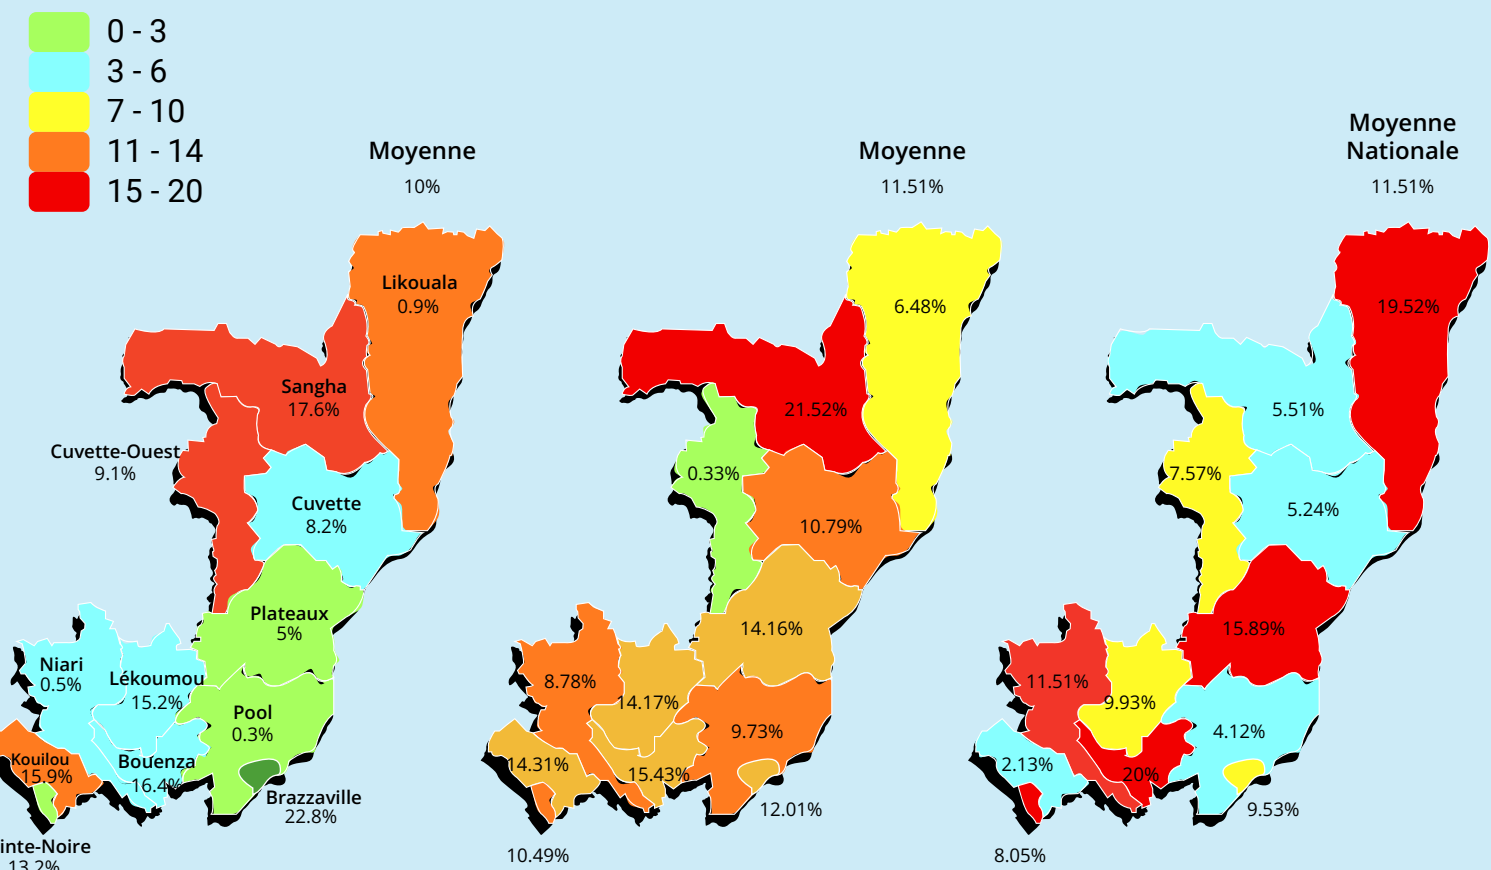 0 - 3
3 - 6
7 - 10
11 - 14
15 - 20
Moyenne
10%
Likouala
0.9%
Sangha
17.6%
Cuvette-Ouest
9.1%
Cuvette
8.2%
Plateaux
5%
Niari
0.5%
Lékoumou
15.2%
Pool
0.3%
Kouilou
15.9%
Bouenza
16.4%
Brazzaville
22.8%
inte-Noire
13.2%
Moyenne
11.51%
6.48%
21.52%
0.33%
10.79%
14.16%
8.78%
14.17%
9.73%
14.31%
15.43%
12.01%
10.49%
Moyenne
Nationale
11.51%
19.52%
5.51%
7.57%
5.24%
15.89%
11.51%
9.93%
4.12%
2.13%
20%
9.53%
8.05%